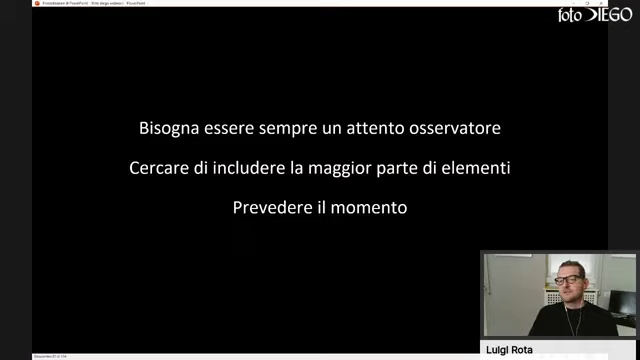 foto DIEGO
Bisogna essere sempre un attento osservatore
Cercare di includere la maggior parte di elementi
Prevedere il momento
Luigi Rota